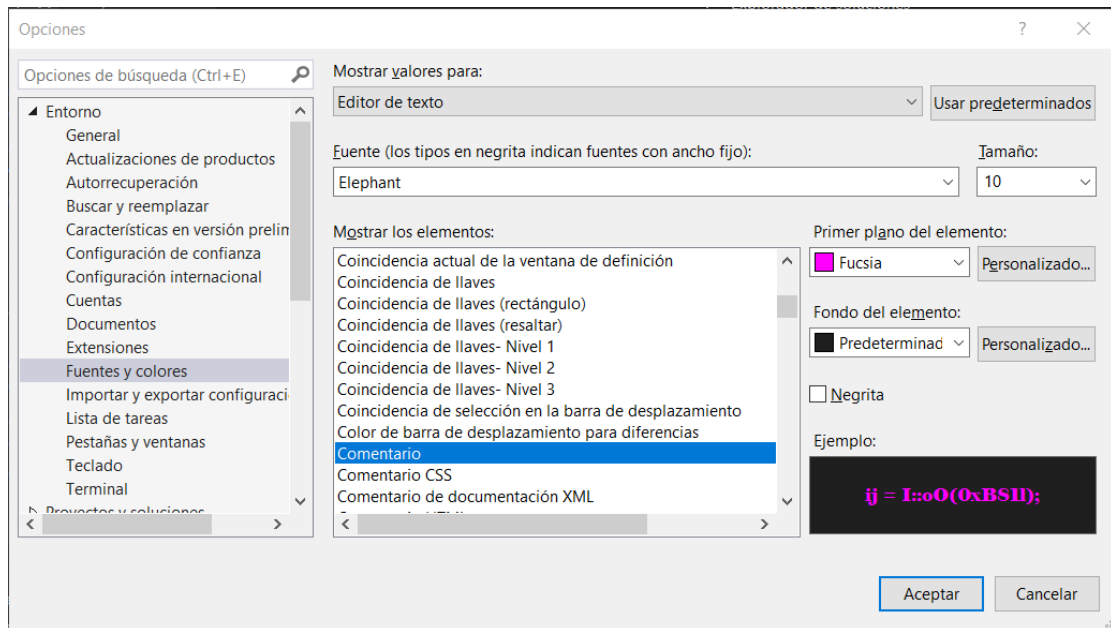 Opciones
?
Opciones de búsqueda (Ctrl+E)
Entorno
General
Actualizaciones de productos
Autorrecuperación
Buscar y reemplazar
Características en versión prelim
Configuración de confianza
Configuración internacional
Cuentas
Documentos
Extensiones
Fuentes y colores
Importar y exportar configuraci
Lista de tareas
Pestañas y ventanas
Teclado
Terminal
Proyectos y soluciones
Mostrar valores para:
Editor de texto
Usar predeterminados
Fuente (los tipos en negrita indican fuentes con ancho fijo):
Tamaño:
Elephant
10
Mostrar los elementos:
Coincidencia actual de la ventana de definición
Coincidencia de llaves
Coincidencia de llaves (rectángulo)
Coincidencia de llaves (resaltar)
Coincidencia de llaves- Nivel 1
Coincidencia de llaves- Nivel 2
Coincidencia de llaves- Nivel 3
Coincidencia de selección en la barra de desplazamiento
Color de barra de desplazamiento para diferencias
Comentario
Comentario CSS
Comentario de documentación XML
Primer plano del elemento:
Fucsia
Personalizado...
Fondo del elemento:
Predeterminad
Personalizado...
Negrita
Ejemplo:
ij = I::oO(0xBS1l);
Aceptar
Cancelar